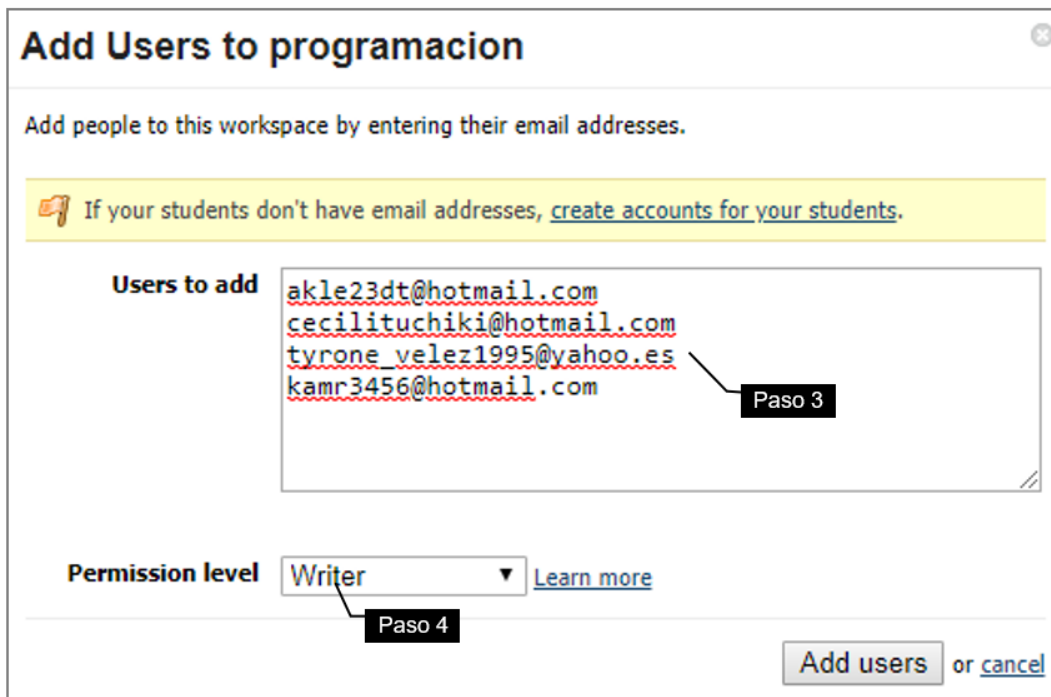 Add Users to programacion
Add people to this workspace by entering their email addresses.
If your students don't have email addresses, create accounts for your students.
Users to add
akle23dt@hotmail.com
cecilituchiki@hotmail.com
tyrone_velez1995@yahoo.es
kamr3456@hotmail.com
Paso 3
Permission level Writer Learn more
Paso 4
Add users or cancel